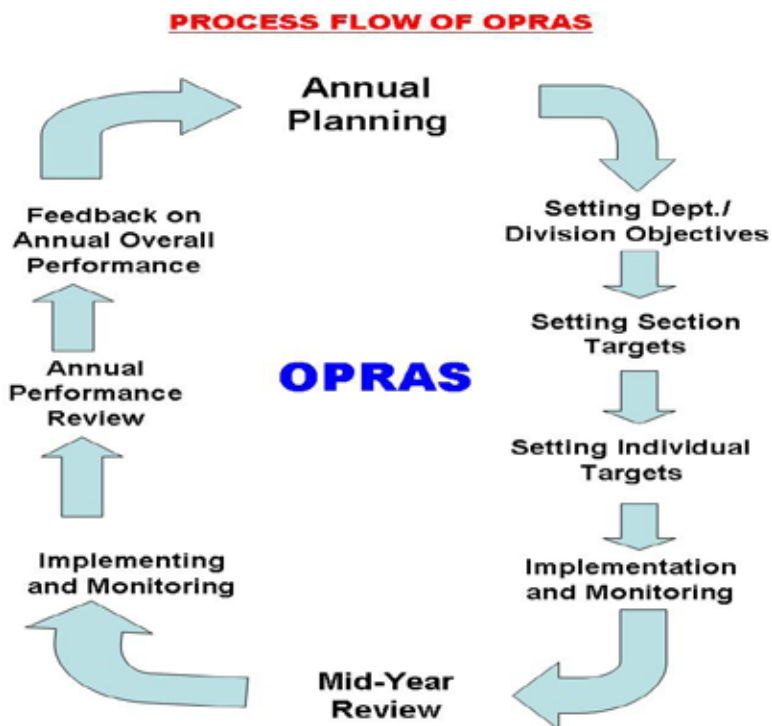 PROCESS FLOW OF OPRAS
Annual
Planning
Setting Dept./
Division Objectives
Setting Section
Targets
Setting Individual
Targets
Implementation
and Monitoring
Mid-Year
Review
Implementing
and Monitoring
Annual
Performance
Review
Feedback on
Annual Overall
Performance
OPRAS